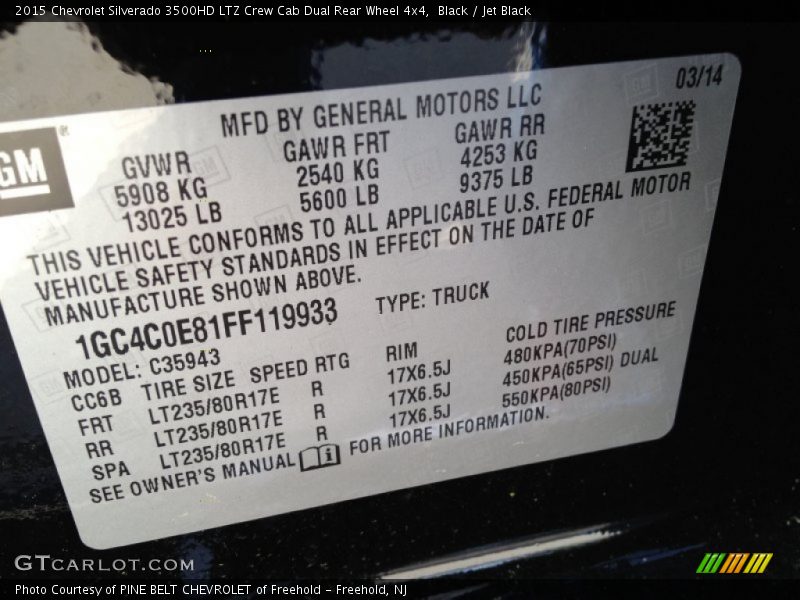 2015 Chevrolet Silverado 3500HD LTZ Crew Cab Dual Rear Wheel 4x4, Black / Jet Black
03/14
MFD BY GENERAL MOTORS LLC
GM ®
GVWR GAWR FRT GAWR RR
5908 KG 2540 KG 4253 KG
13025 LB 5600 LB 9375 LB
THIS VEHICLE CONFORMS TO ALL APPLICABLE U.S. FEDERAL MOTOR
VEHICLE SAFETY STANDARDS IN EFFECT ON THE DATE OF
MANUFACTURE SHOWN ABOVE.
1GC4C0E81FF119933 TYPE: TRUCK
MODEL: C35943
CC6B TIRE SIZE SPEED RTG RIM COLD TIRE PRESSURE
FRT LT235/80R17E R 17X6.5J 480KPA(70PSI)
RR LT235/80R17E R 17X6.5J 450KPA(65PSI) DUAL
SPA LT235/80R17E R 17X6.5J 550KPA(80PSI)
SEE OWNER'S MANUAL i FOR MORE INFORMATION.
GTCARLOT.COM
Photo Courtesy of PINE BELT CHEVROLET of Freehold - Freehold, NJ